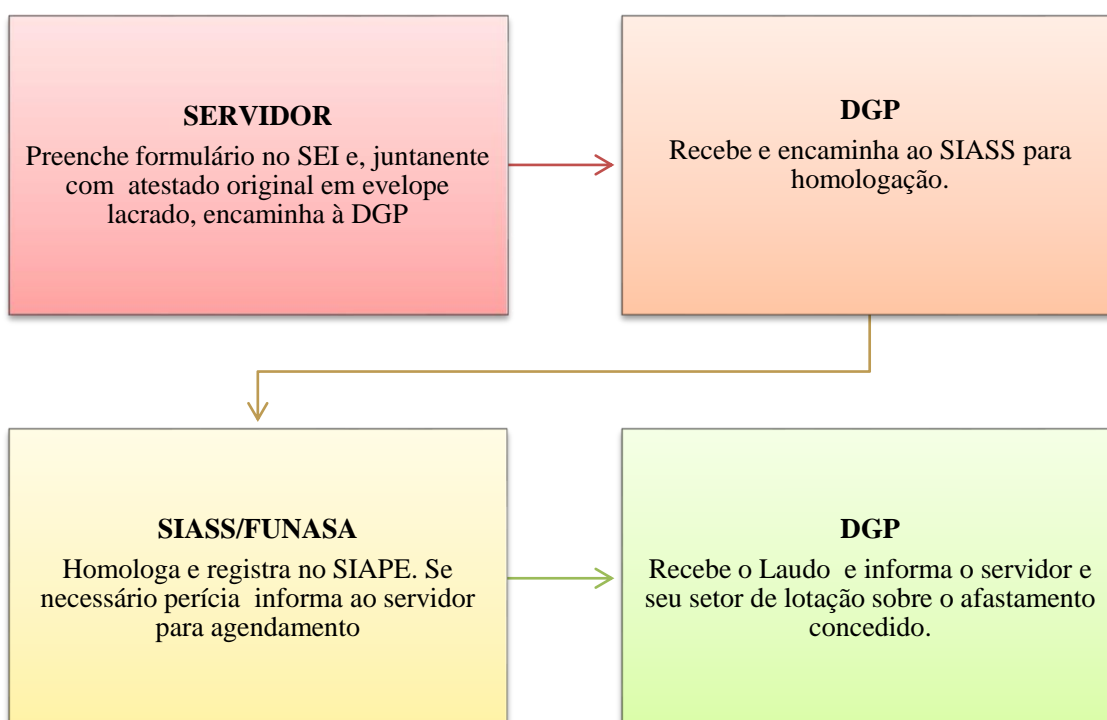 SERVIDOR
Preenche formulário no SEI e, juntanente
com atestado original em evelope
lacrado, encaminha à DGP
DGP
Recebe e encaminha ao SIASS para
homologação.
SIASS/FUNASA
Homologa e registra no SIAPE. Se
necessário perícia informa ao servidor
para agendamento
DGP
Recebe o Laudo e informa o servidor e
seu setor de lotação sobre o afastamento
concedido.